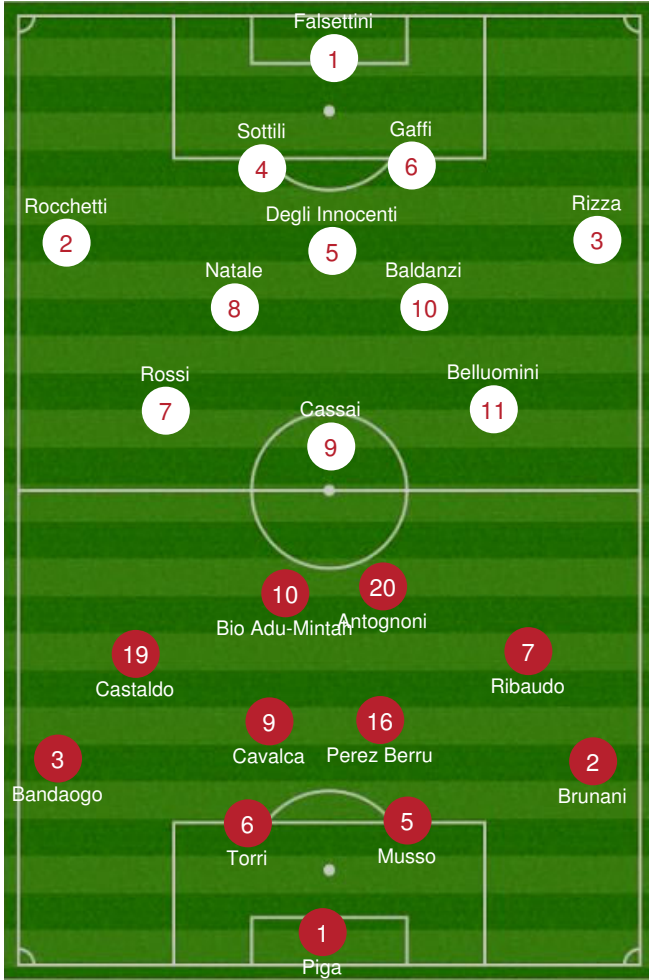 Falsettini
1
Sottili
4
Gaffi
6
Rocchetti
2
Degli Innocenti
5
Rizza
3
Natale
8
Baldanzi
10
Rossi
7
Cassai
9
Belluomini
11
10
Bio Adu-Mintah
20
Antognoni
19
Castaldo
7
Ribaudo
9
Cavalca
16
Perez Berru
3
Bandaogo
2
Brunani
6
Torri
5
Musso
1
Piga